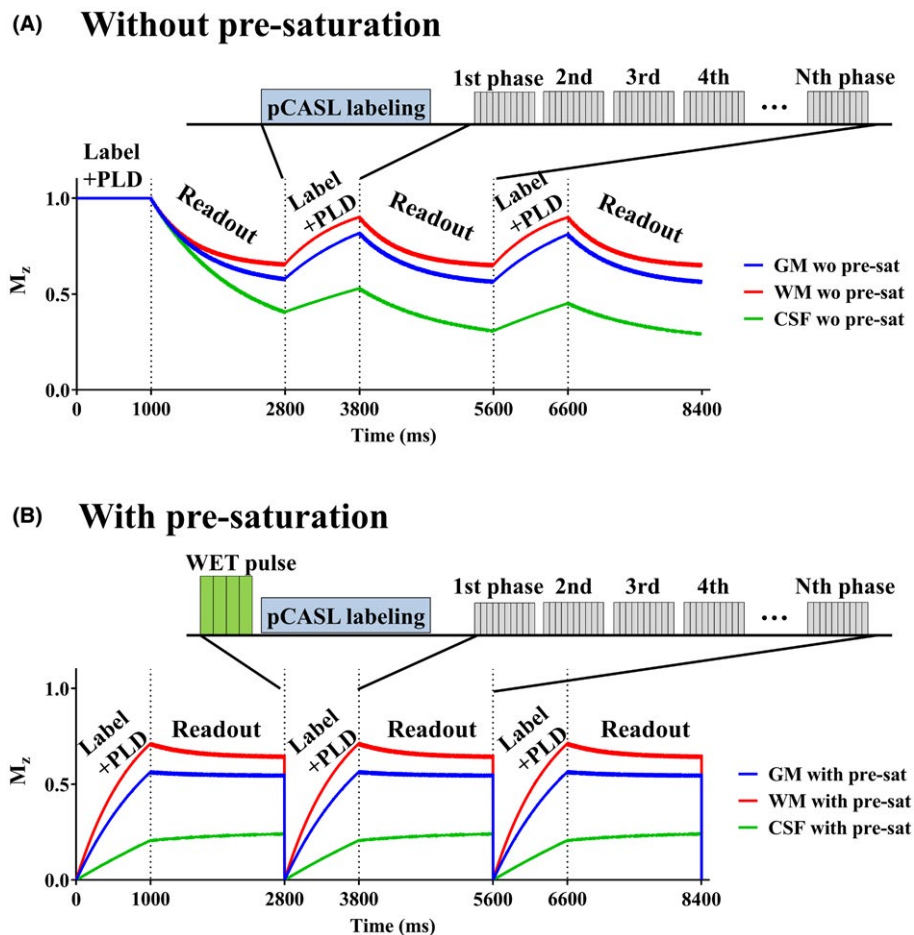 (A) Without pre-saturation
1st phase 2nd 3rd 4th ... Nth phase
pCASL labeling
Label
+PLD
Readout
Label
+PLD
Readout
Label
+PLD
Readout
1.0
0.5
0.0
Mz
GM wo pre-sat
WM wo pre-sat
CSF wo pre-sat
0 1000 2800 3800 5600 6600 8400
Time (ms)
(B) With pre-saturation
WET pulse
1st phase 2nd 3rd 4th ... Nth phase
pCASL labeling
Label
+PLD
Readout
Label
+PLD
Readout
Label
+PLD
Readout
1.0
0.5
0.0
Mz
GM with pre-sat
WM with pre-sat
CSF with pre-sat
0 1000 2800 3800 5600 6600 8400
Time (ms)